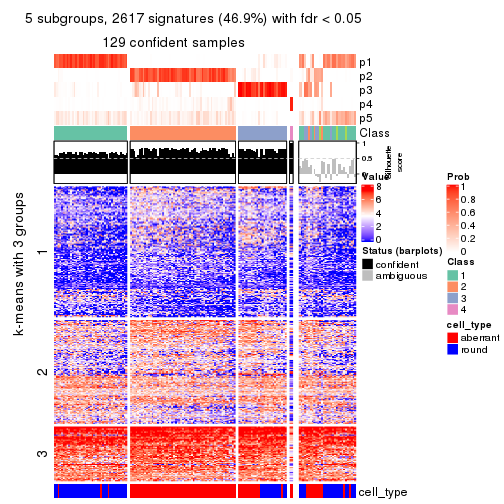 5 subgroups, 2617 signatures (46.9%) with fdr < 0.05
129 confident samples
p1
p2
p3
p4
p5
Class
1
0.5
0
Silhouette
score
k-means with 3 groups
1
2
3
cell_type
Value
8
6
4
2
0
Status (barplots)
confident
ambiguous
Prob
1
0.8
0.6
0.4
0.2
0
Class
1
2
3
4
cell_type
aberrant
round